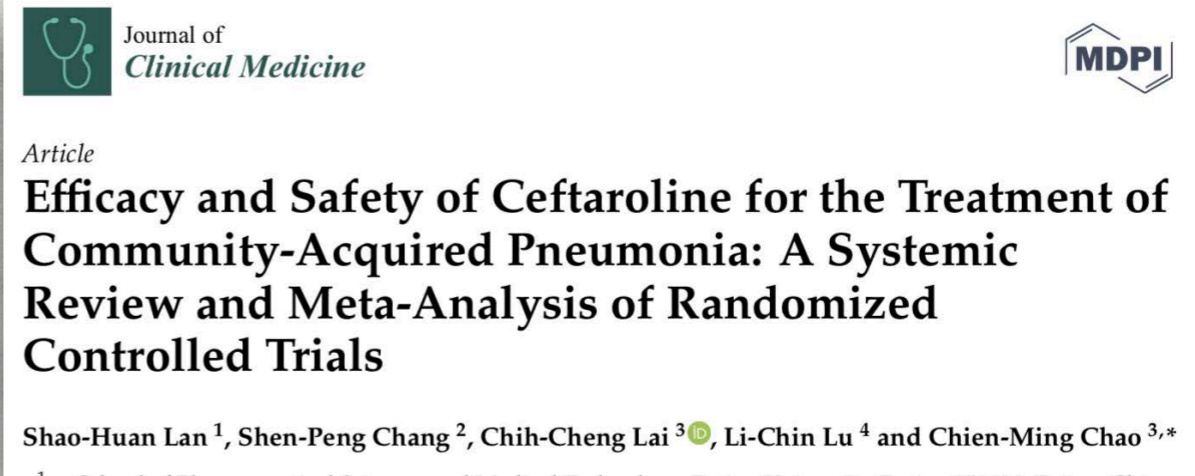 Journal of
Clinical Medicine
MDPI
Article
Efficacy and Safety of Ceftaroline for the Treatment of
Community-Acquired Pneumonia: A Systemic
Review and Meta-Analysis of Randomized
Controlled Trials
Shao-Huan Lan 1, Shen-Peng Chang 2, Chih-Cheng Lai 3 iD, Li-Chin Lu 4 and Chien-Ming Chao 3,*